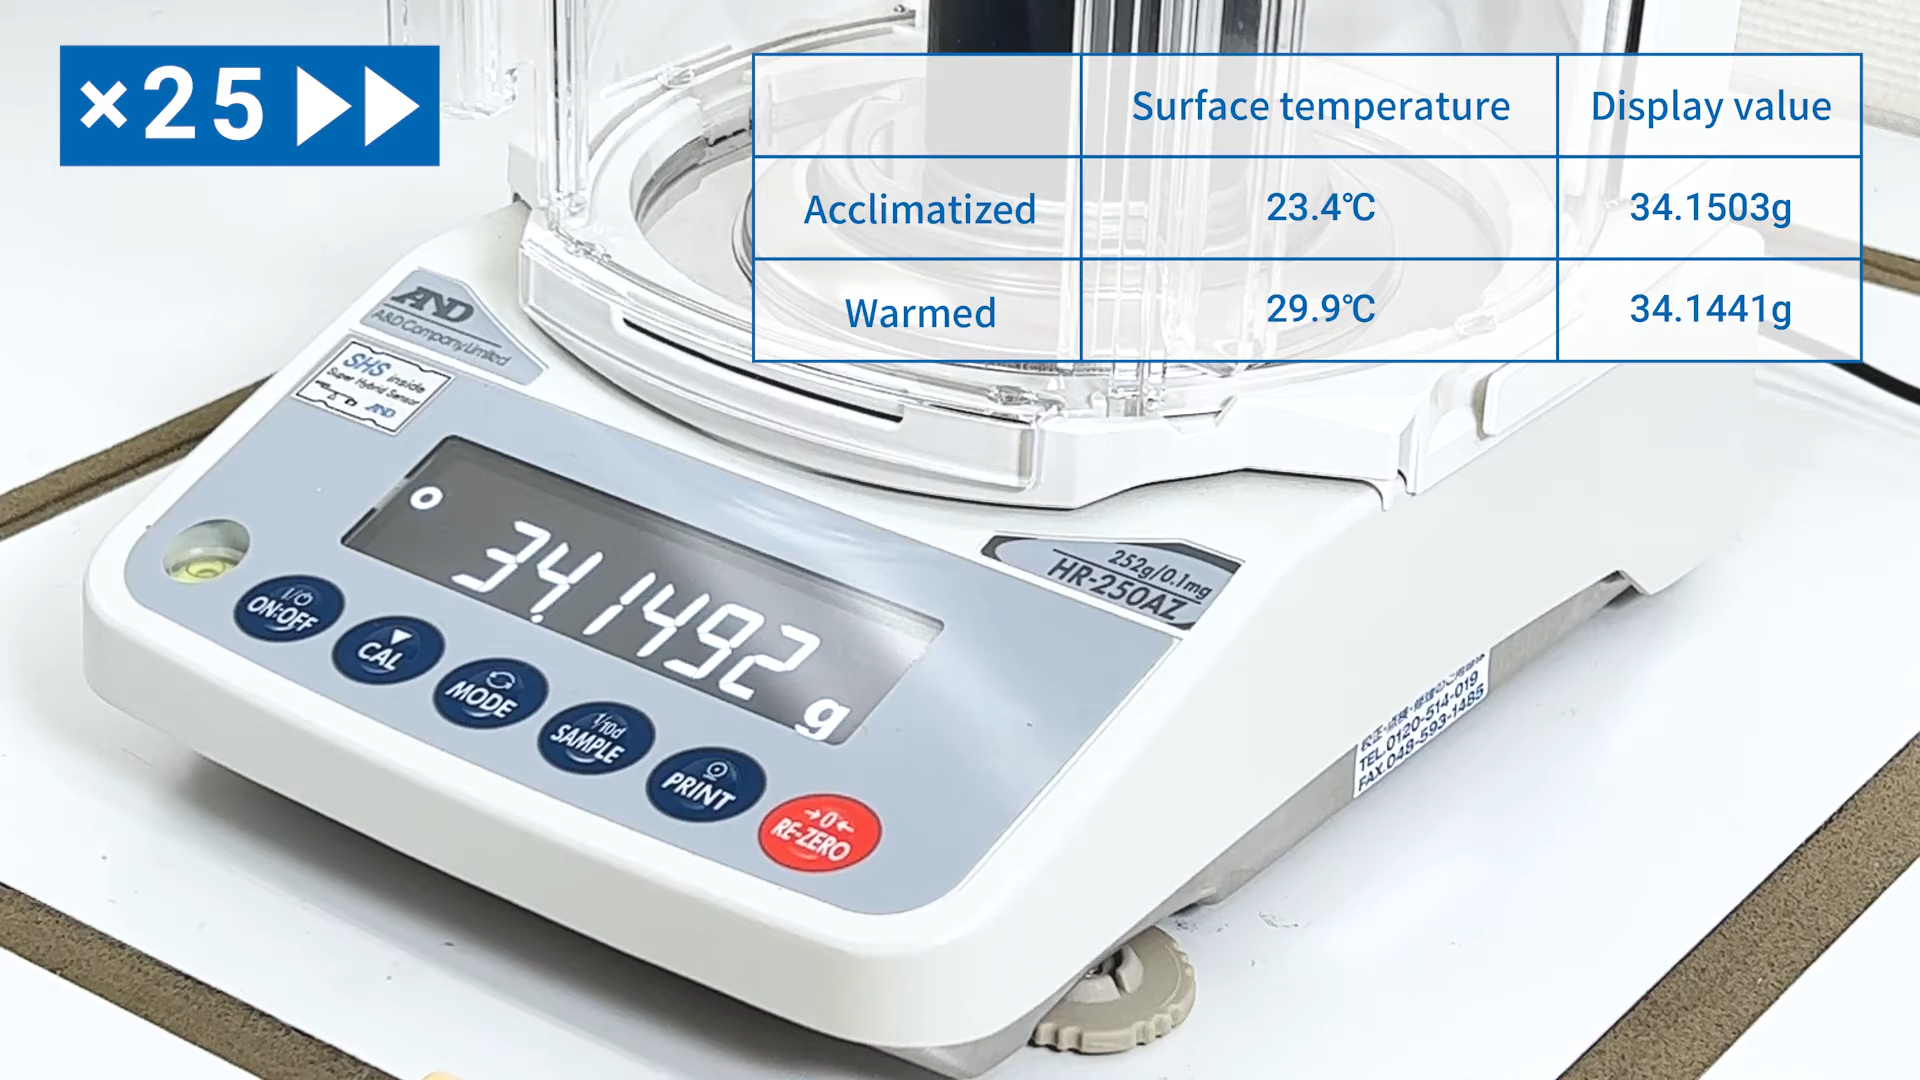 ×25
Surface temperature Display value
Acclimatized 23.4℃ 34.1503g
Warmed 29.9℃ 34.1441g
AND
A&D Company, Limited
SHS inside
Super Hybrid Sensor
AND
34.1492 g
252g/0.1mg
HR-250AZ
I/⏻
ON:OFF
CAL
MODE
1/10d
SAMPLE
PRINT
→0←
RE-ZERO
TEL.0120-514-019
FAX.048-593-1485